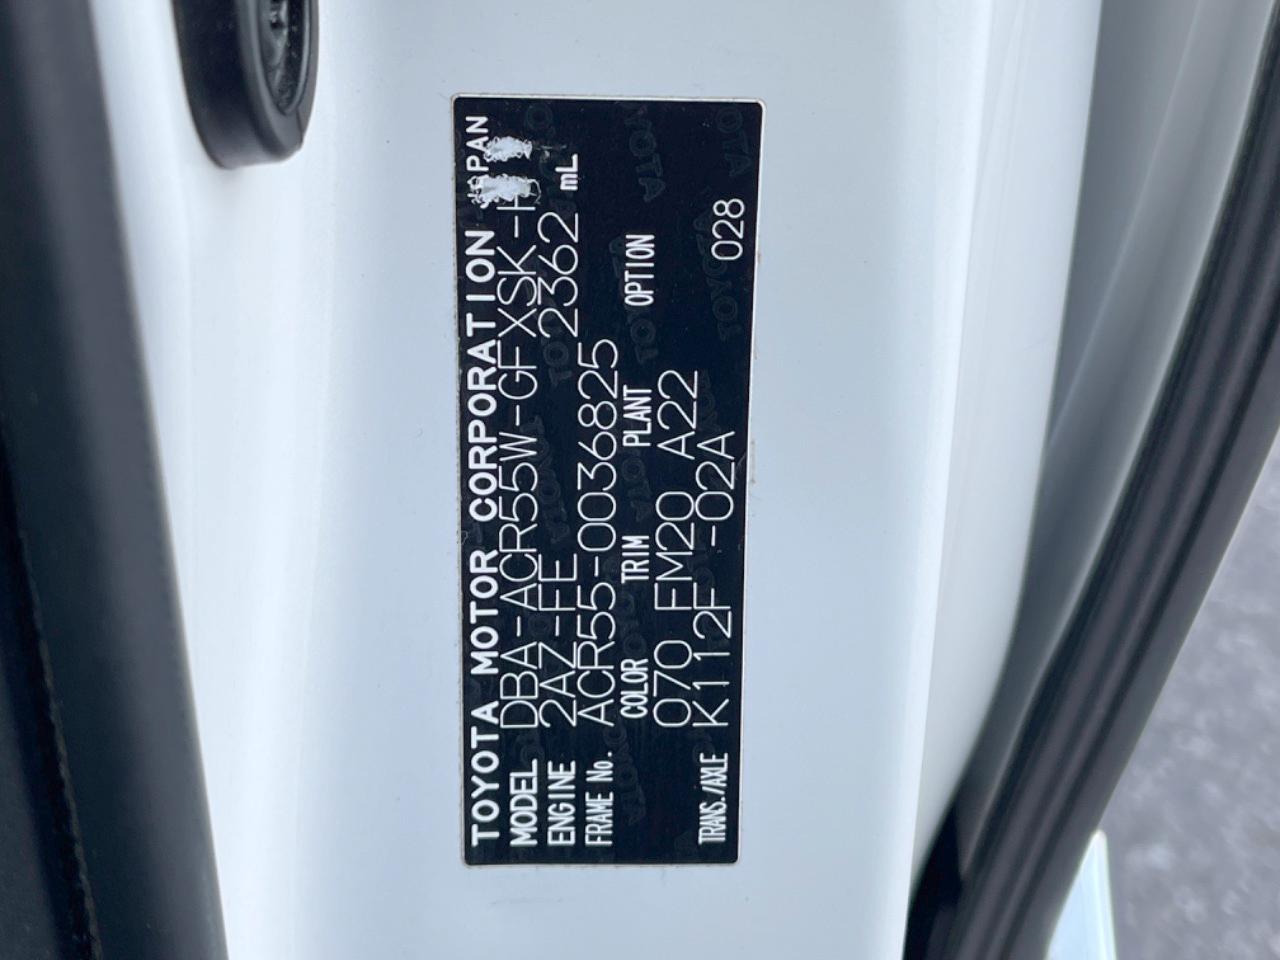 TOYOTA MOTOR CORPORATION JAPAN
MODEL DBA-ACR55W-GFXSK-
ENGINE 2AZ-FE 2362 mL
FRAME No. ACR55-0036825
COLOR TRIM PLANT OPTION
070 FM20 A22
TRANS./AXLE K112F -02A 028